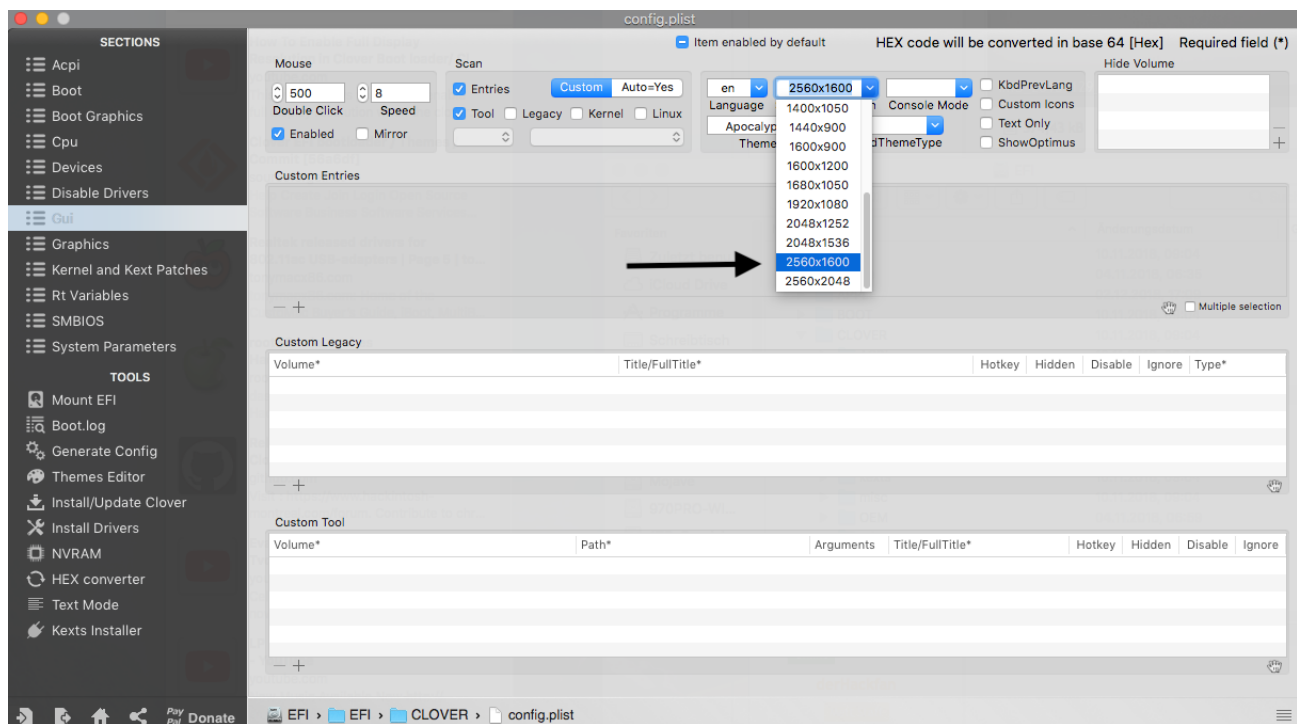 config.plist
SECTIONS
Acpi
Boot
Boot Graphics
Cpu
Devices
Disable Drivers
Gui
Graphics
Kernel and Kext Patches
Rt Variables
SMBIOS
System Parameters
TOOLS
Mount EFI
Boot.log
Generate Config
Themes Editor
Install/Update Clover
Install Drivers
NVRAM
HEX converter
Text Mode
Kexts Installer
Pay Pal Donate
Item enabled by default HEX code will be converted in base 64 [Hex] Required field (*)
Mouse
500 8
Double Click Speed
Enabled Mirror
Scan
Entries Custom Auto=Yes
Tool Legacy Kernel Linux
en 2560x1600
Language Console Mode
Apocalyp
Theme dThemeType
1400x1050
1440x900
1600x900
1600x1200
1680x1050
1920x1080
2048x1252
2048x1536
2560x1600
2560x2048
KbdPrevLang
Custom Icons
Text Only
ShowOptimus
Hide Volume
Custom Entries
Multiple selection
Custom Legacy
Volume* Title/FullTitle* Hotkey Hidden Disable Ignore Type*
Custom Tool
Volume* Path* Arguments Title/FullTitle* Hotkey Hidden Disable Ignore
EFI › EFI › CLOVER › config.plist